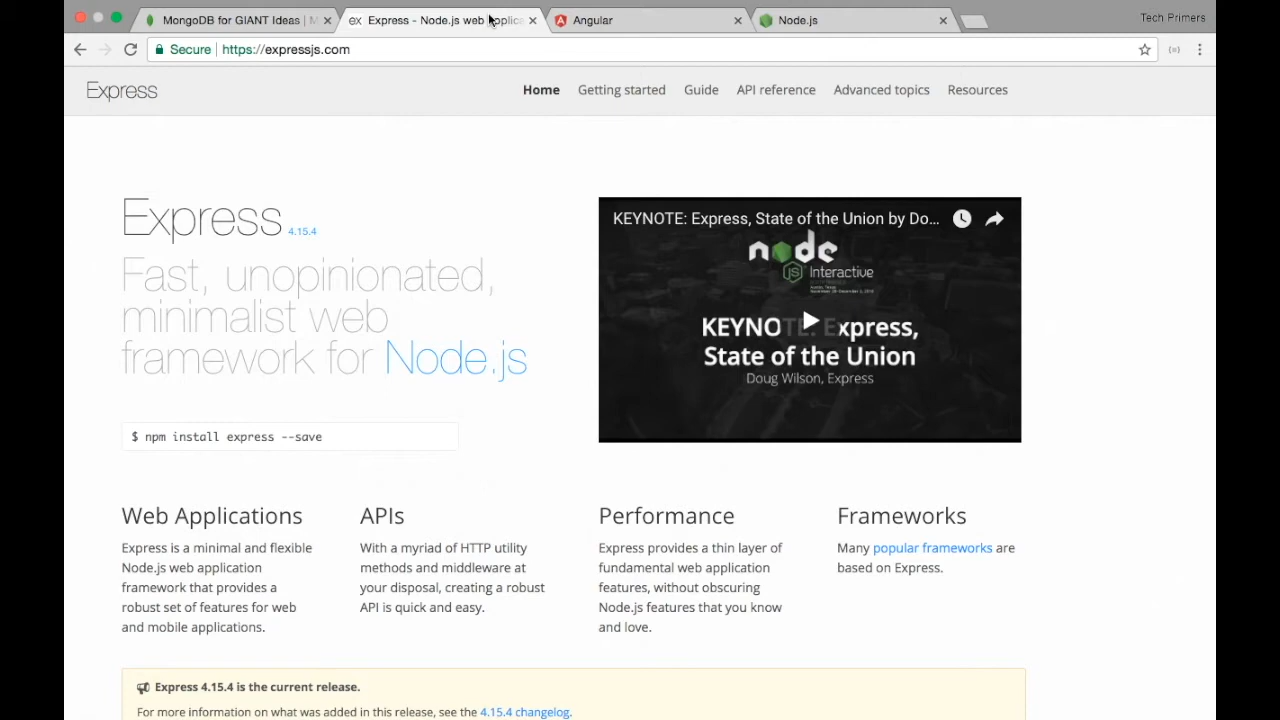 MongoDB for GIANT Ideas | M
ex Express - Node.js web applica
Angular
Node.js
Tech Primers
Secure https://expressjs.com
Express
Home Getting started Guide API reference Advanced topics Resources
Express 4.15.4
Fast, unopinionated,
minimalist web
framework for Node.js
$ npm install express --save
KEYNOTE: Express, State of the Union by Do...
node
JS Interactive
KEYNOTE: Express,
State of the Union
Doug Wilson, Express
Web Applications
Express is a minimal and flexible
Node.js web application
framework that provides a
robust set of features for web
and mobile applications.
APIs
With a myriad of HTTP utility
methods and middleware at
your disposal, creating a robust
API is quick and easy.
Performance
Express provides a thin layer of
fundamental web application
features, without obscuring
Node.js features that you know
and love.
Frameworks
Many popular frameworks are
based on Express.
Express 4.15.4 is the current release.
For more information on what was added in this release, see the 4.15.4 changelog.